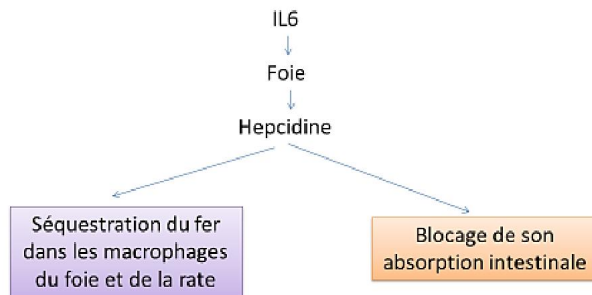 IL6
Foie
Hepcidine
Séquestration du fer
dans les macrophages
du foie et de la rate
Blocage de son
absorption intestinale